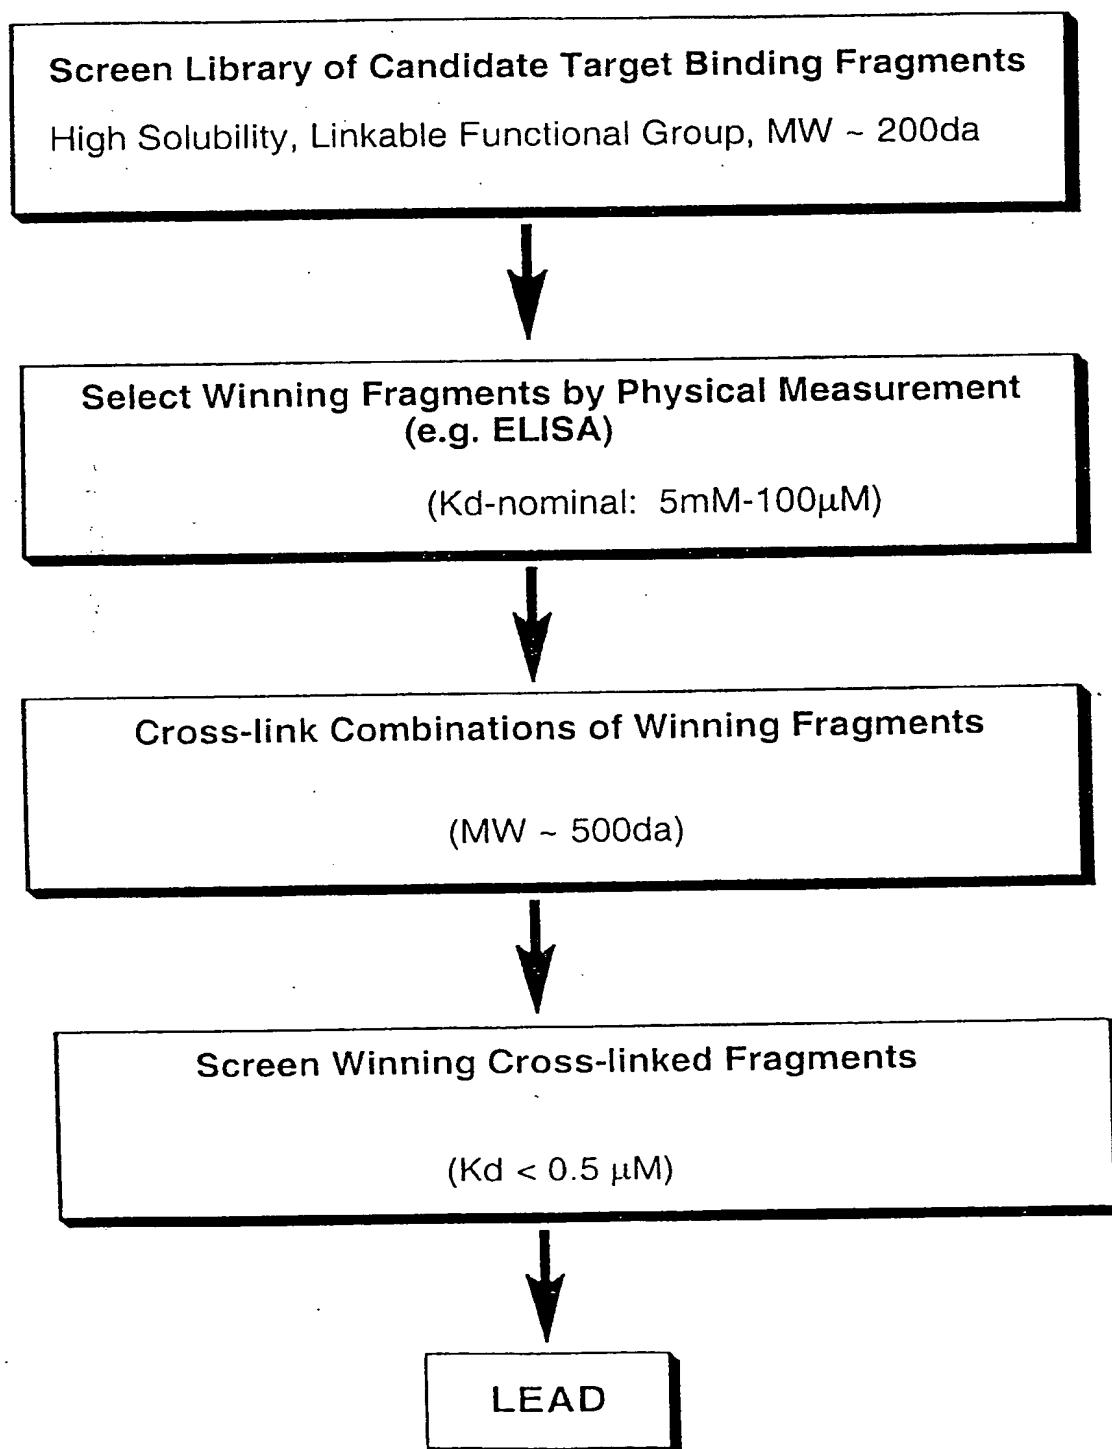 Screen Library of Candidate Target Binding Fragments
High Solubility, Linkable Functional Group, MW ~ 200da
Select Winning Fragments by Physical Measurement
(e.g. ELISA)
(Kd-nominal: 5mM-100μM)
Cross-link Combinations of Winning Fragments
(MW ~ 500da)
Screen Winning Cross-linked Fragments
(Kd < 0.5 μM)
LEAD